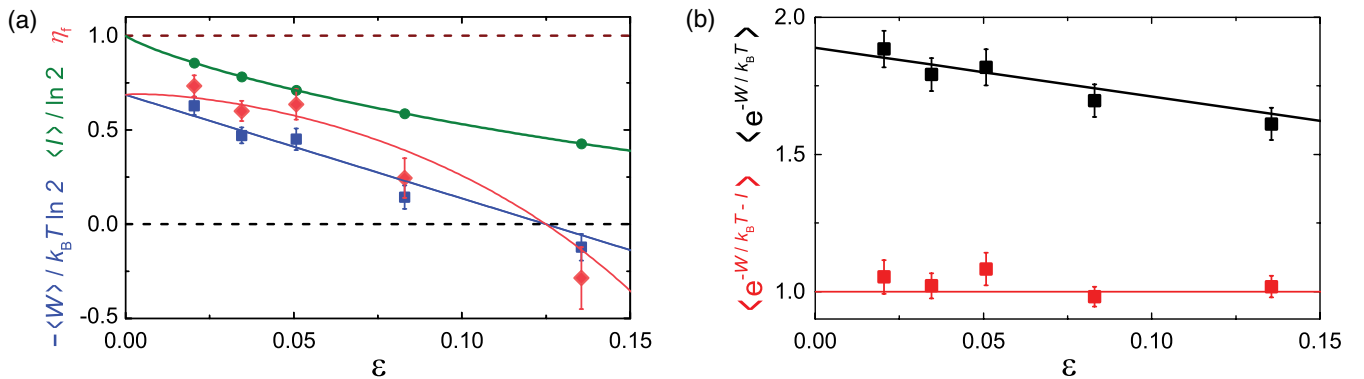 (a)
−⟨W⟩ / k_B T ln 2 ⟨I⟩ / ln 2 η_f
1.0
0.5
0.0
-0.5
0.00 0.05 0.10 0.15
ε
(b)
⟨e^{-W/k_B T - I}⟩ ⟨e^{-W/k_B T}⟩
2.0
1.5
1.0
0.00 0.05 0.10 0.15
ε